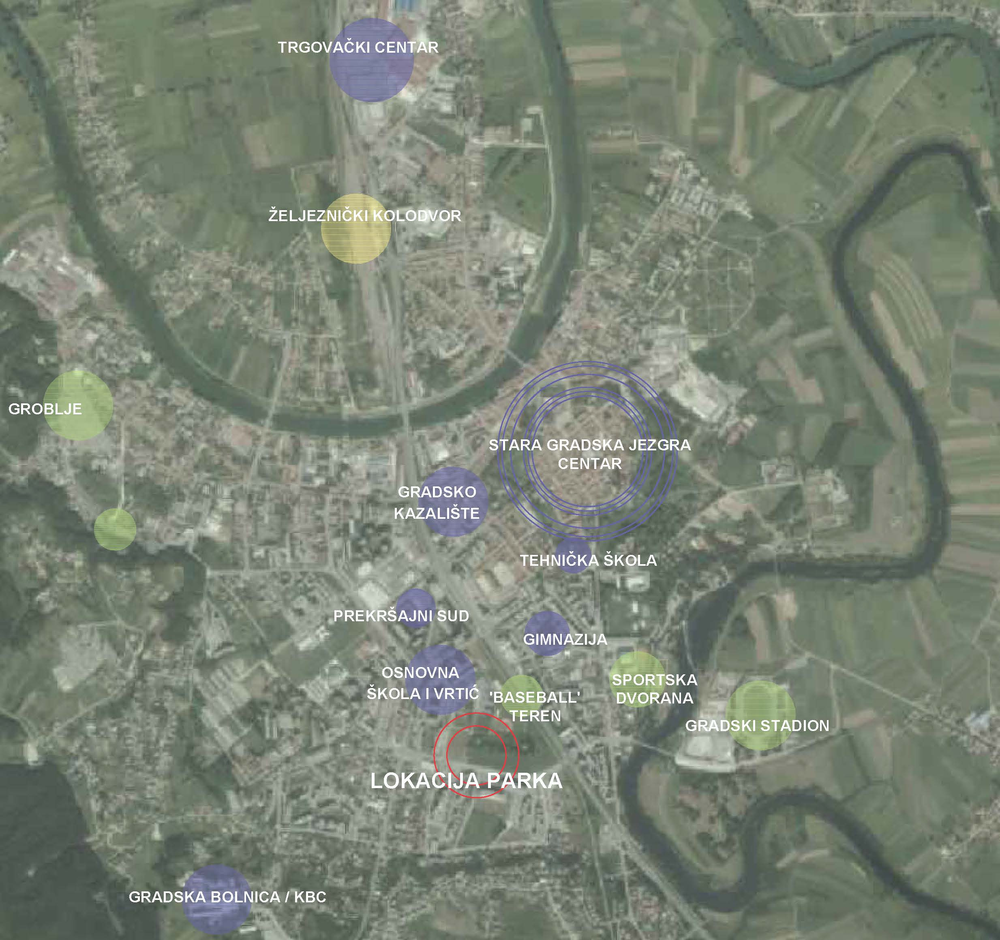 TRGOVAČKI CENTAR
ŽELJEZNIČKI KOLODVOR
GROBLJE
STARA GRADSKA JEZGRA
CENTAR
GRADSKO
KAZALIŠTE
TEHNIČKA ŠKOLA
PREKRŠAJNI SUD
GIMNAZIJA
OSNOVNA
ŠKOLA I VRTIĆ
'BASEBALL'
TEREN
SPORTSKA
DVORANA
GRADSKI STADION
LOKACIJA PARKA
GRADSKA BOLNICA / KBC